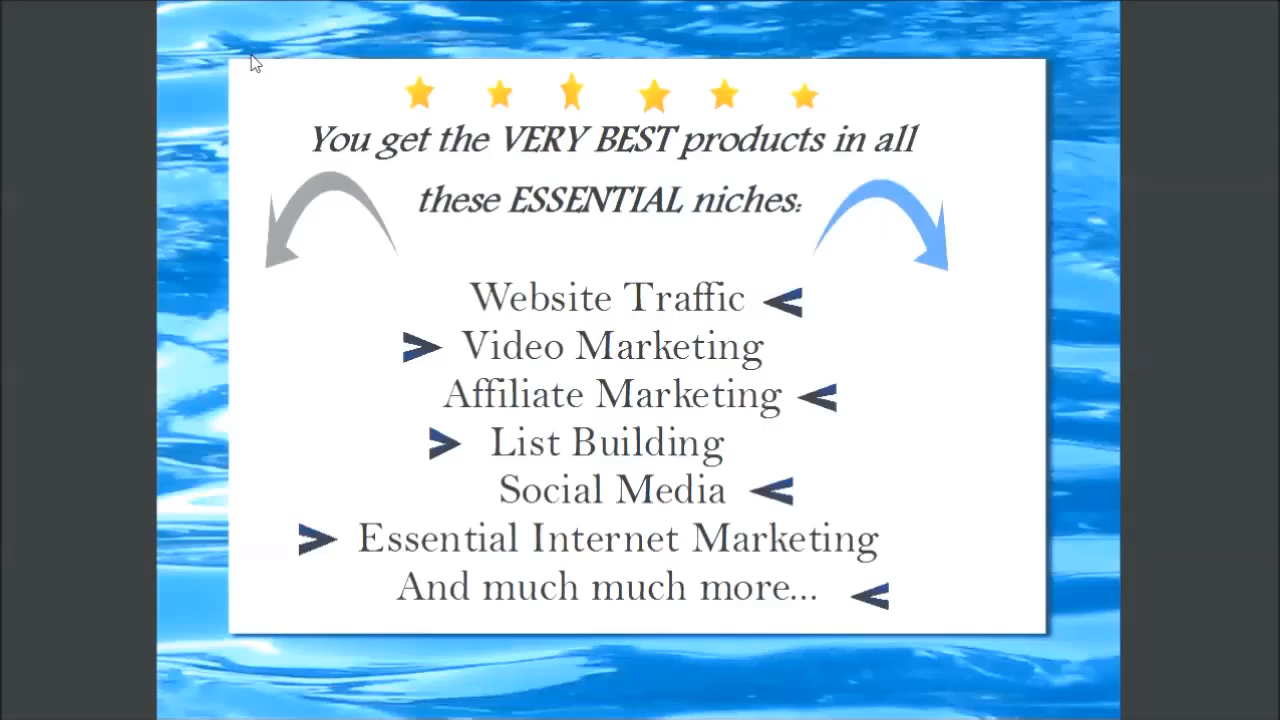 You get the VERY BEST products in all
these ESSENTIAL niches:
Website Traffic
Video Marketing
Affiliate Marketing
List Building
Social Media
Essential Internet Marketing
And much much more...